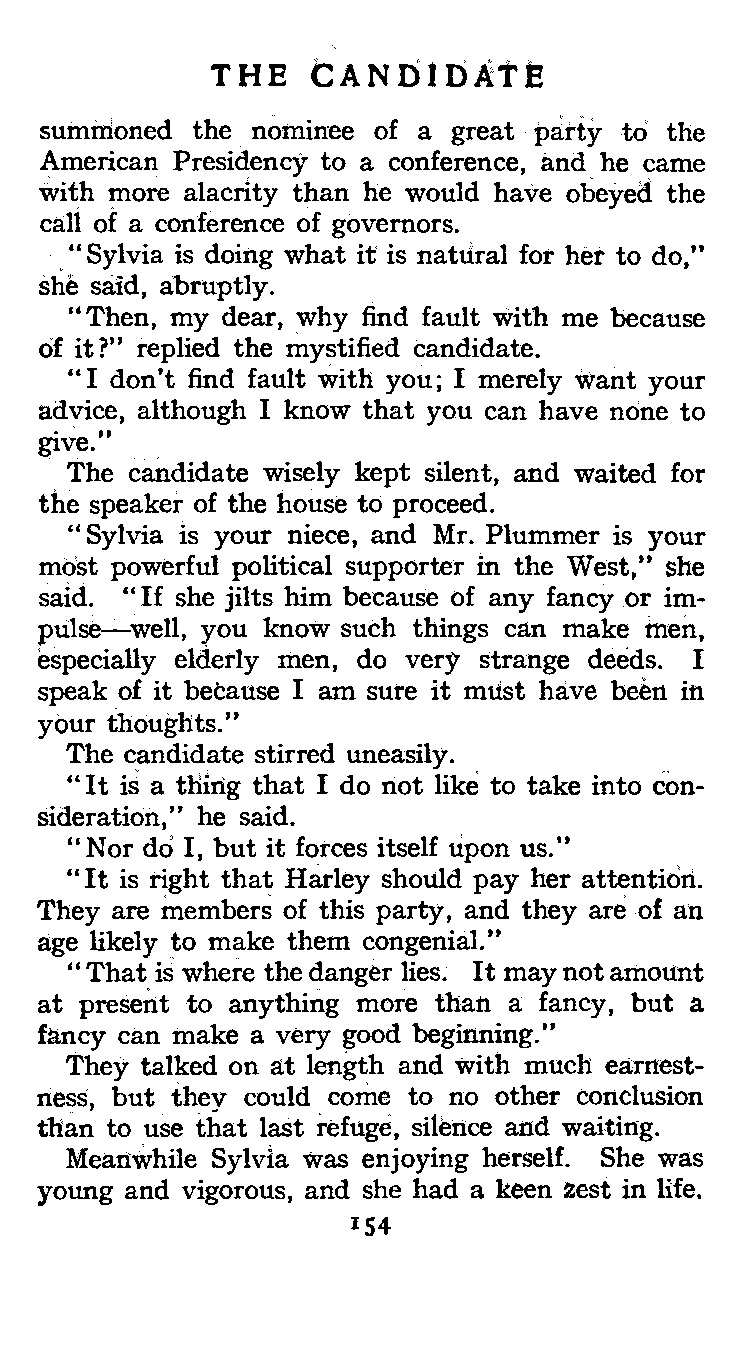 THE CANDIDATE
summoned the nominee of a great party to the
American Presidency to a conference, and he came
with more alacrity than he would have obeyed the
call of a conference of governors.
"Sylvia is doing what it is natural for her to do,"
she said, abruptly.
"Then, my dear, why find fault with me because
of it?" replied the mystified candidate.
"I don't find fault with you; I merely want your
advice, although I know that you can have none to
give."
The candidate wisely kept silent, and waited for
the speaker of the house to proceed.
"Sylvia is your niece, and Mr. Plummer is your
most powerful political supporter in the West," she
said. "If she jilts him because of any fancy or im-
pulse—well, you know such things can make men,
especially elderly men, do very strange deeds. I
speak of it because I am sure it must have been in
your thoughts."
The candidate stirred uneasily.
"It is a thing that I do not like to take into con-
sideration," he said.
"Nor do I, but it forces itself upon us."
"It is right that Harley should pay her attention.
They are members of this party, and they are of an
age likely to make them congenial."
"That is where the danger lies. It may not amount
at present to anything more than a fancy, but a
fancy can make a very good beginning."
They talked on at length and with much earnest-
ness, but they could come to no other conclusion
than to use that last refuge, silence and waiting.
Meanwhile Sylvia was enjoying herself. She was
young and vigorous, and she had a keen zest in life.
154